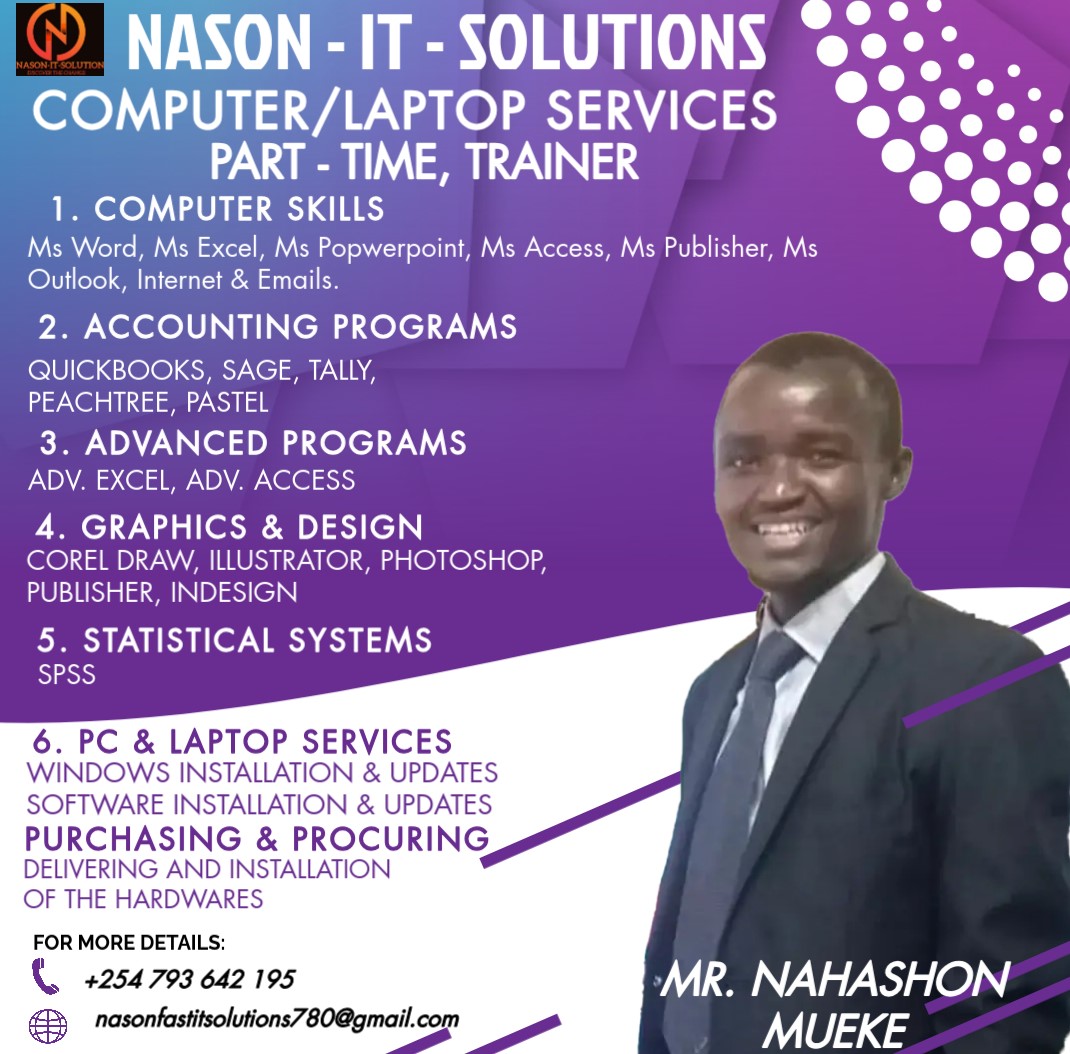 NASON-IT-SOLUTION
DISCOVER THE CHANGE
NASON - IT - SOLUTIONS
COMPUTER/LAPTOP SERVICES
PART - TIME, TRAINER
1. COMPUTER SKILLS
Ms Word, Ms Excel, Ms Popwerpoint, Ms Access, Ms Publisher, Ms
Outlook, Internet & Emails.
2. ACCOUNTING PROGRAMS
QUICKBOOKS, SAGE, TALLY,
PEACHTREE, PASTEL
3. ADVANCED PROGRAMS
ADV. EXCEL, ADV. ACCESS
4. GRAPHICS & DESIGN
COREL DRAW, ILLUSTRATOR, PHOTOSHOP,
PUBLISHER, INDESIGN
5. STATISTICAL SYSTEMS
SPSS
6. PC & LAPTOP SERVICES
WINDOWS INSTALLATION & UPDATES
SOFTWARE INSTALLATION & UPDATES
PURCHASING & PROCURING
DELIVERING AND INSTALLATION
OF THE HARDWARES
FOR MORE DETAILS:
+254 793 642 195
nasonfastitsolutions780@gmail.com
MR. NAHASHON
MUEKE